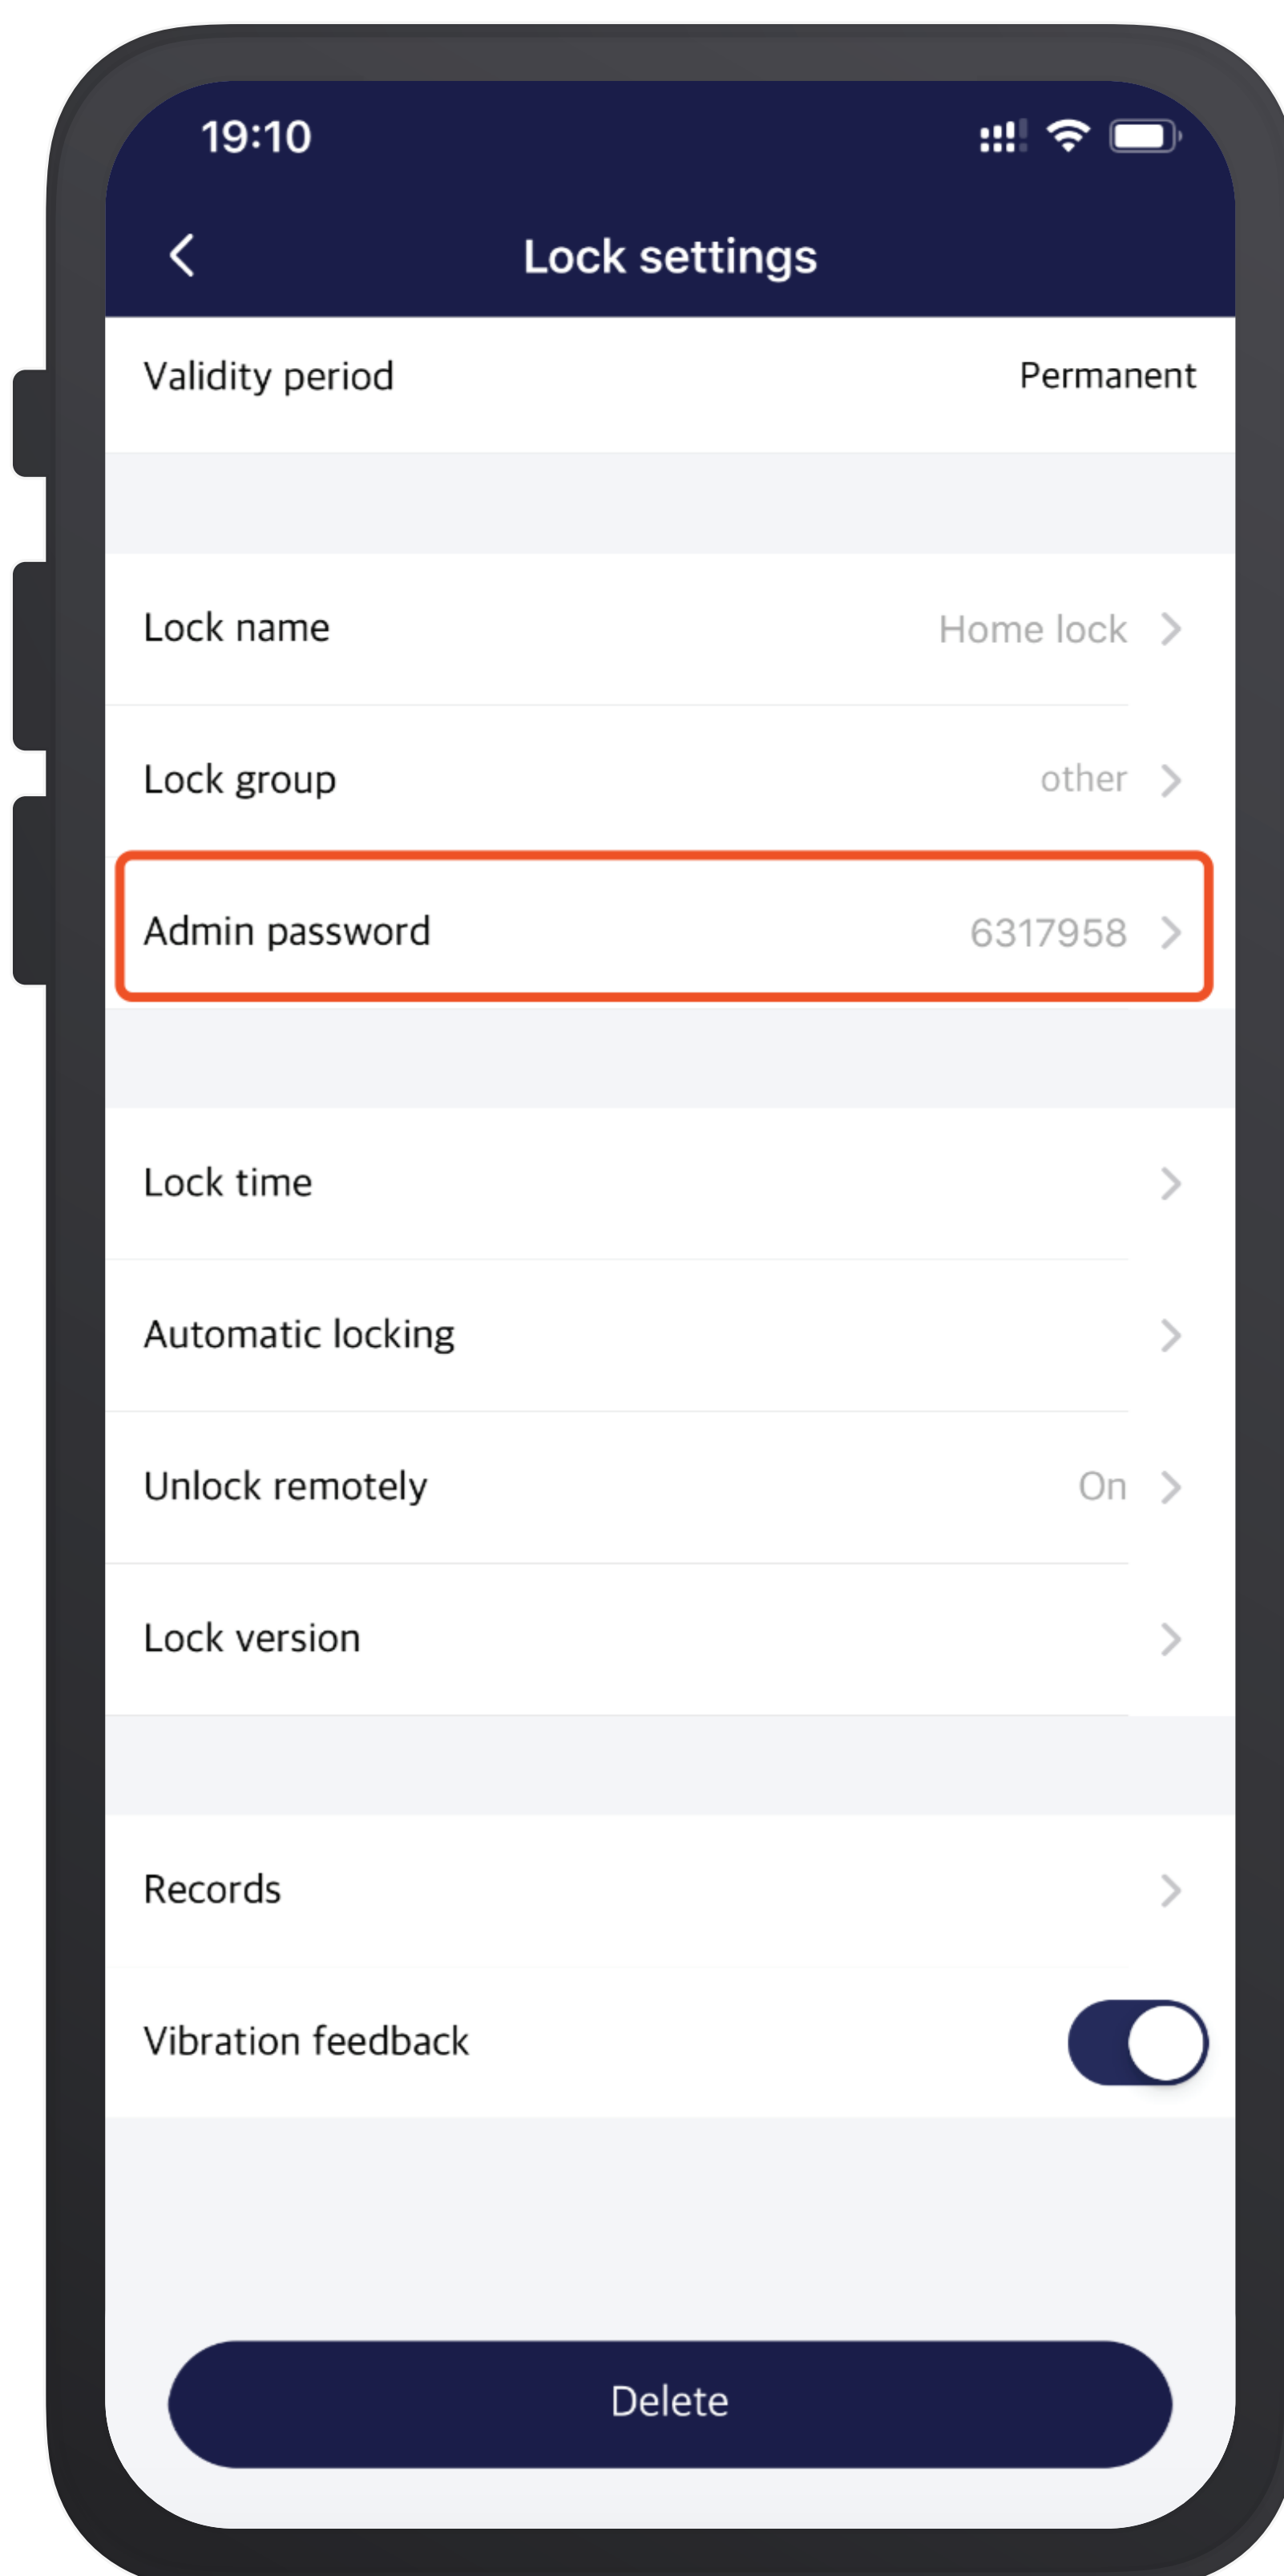 19:10
Lock settings
Validity period Permanent
Lock name Home lock
Lock group other
Admin password 6317958
Lock time
Automatic locking
Unlock remotely On
Lock version
Records
Vibration feedback
Delete